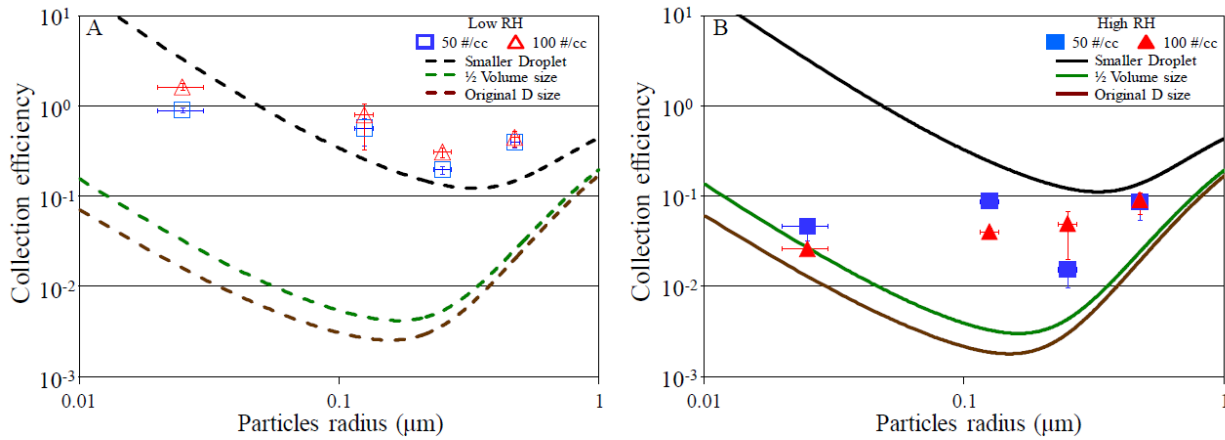 A
Low RH
50 #/cc 100 #/cc
Smaller Droplet
½ Volume size
Original D size
Collection efficiency
10¹
10⁰
10⁻¹
10⁻²
10⁻³
0.01 0.1 1
Particles radius (µm)
B
High RH
50 #/cc 100 #/cc
Smaller Droplet
½ Volume size
Original D size
Collection efficiency
10¹
10⁰
10⁻¹
10⁻²
10⁻³
0.01 0.1 1
Particles radius (µm)